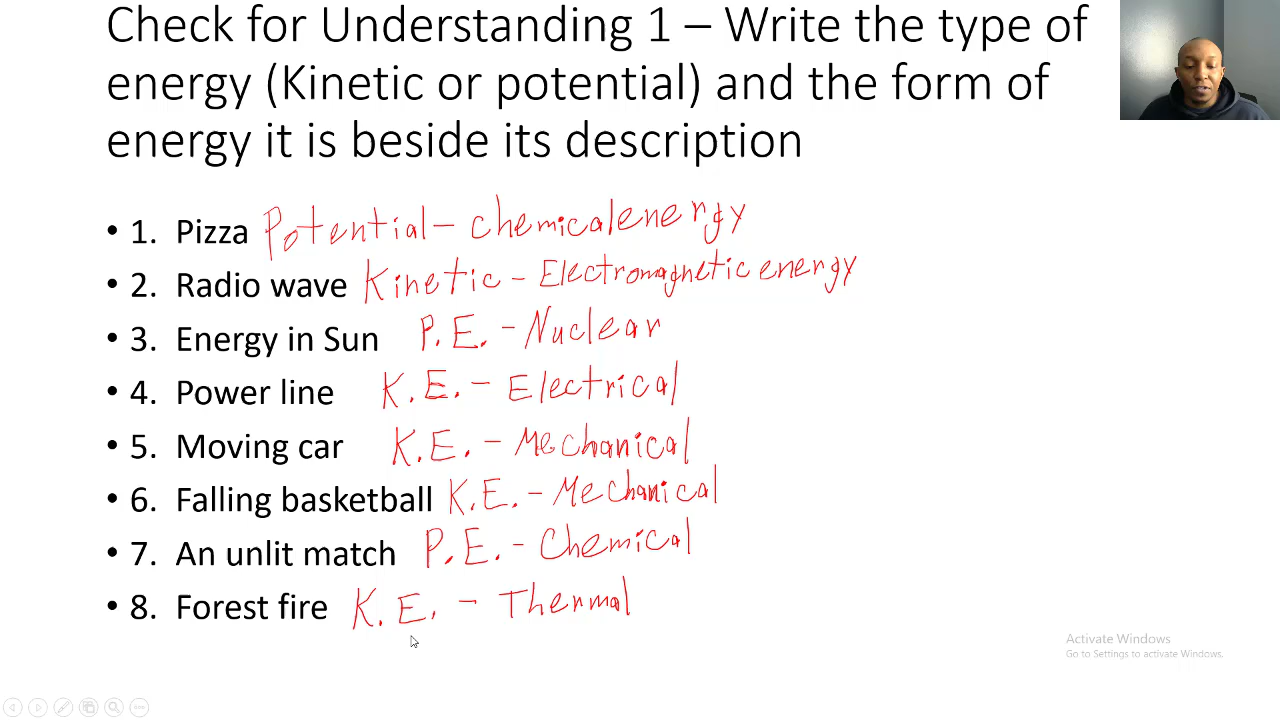 Check for Understanding 1 – Write the type of
energy (Kinetic or potential) and the form of
energy it is beside its description
• 1. Pizza Potential - chemical energy
• 2. Radio wave Kinetic - Electromagnetic energy
• 3. Energy in Sun P.E. - Nuclear
• 4. Power line K.E. - Electrical
• 5. Moving car K.E. - Mechanical
• 6. Falling basketball K.E. - Mechanical
• 7. An unlit match P.E. - Chemical
• 8. Forest fire K.E. - Thermal
Activate Windows
Go to Settings to activate Windows.